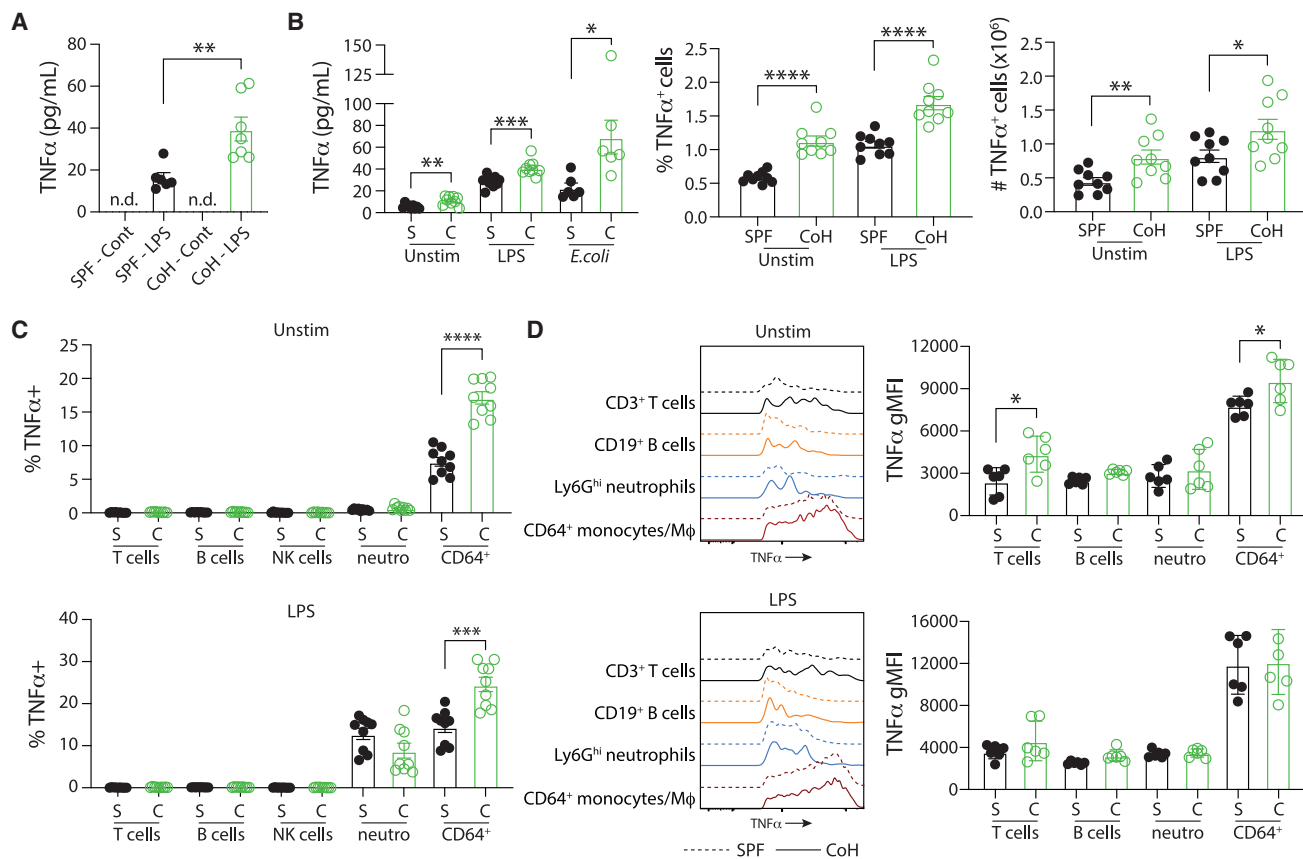 A
TNFα (pg/mL)
80
60
40
20
0
**
n.d.
n.d.
SPF - Cont
SPF - LPS
CoH - Cont
CoH - LPS
B
TNFα (pg/mL)
150
125
100
80
60
40
20
0
**
***
*
S C S C S C
Unstim LPS E.coli
% TNFα+ cells
2.5
2.0
1.5
1.0
0.5
0.0
****
****
SPF CoH SPF CoH
Unstim LPS
# TNFα+ cells (x10⁶)
2.5
2.0
1.5
1.0
0.5
0.0
**
*
SPF CoH SPF CoH
Unstim LPS
C
Unstim
% TNFα+
25
20
15
10
5
0
****
S C S C S C S C S C
T cells B cells NK cells neutro CD64+
LPS
% TNFα+
40
30
20
10
0
***
S C S C S C S C S C
T cells B cells NK cells neutro CD64+
D
Unstim
CD3+ T cells
CD19+ B cells
Ly6Ghi neutrophils
CD64+ monocytes/Mϕ
TNFα
TNFα gMFI
12000
9000
6000
3000
0
*
*
S C S C S C S C
T cells B cells neutro CD64+
LPS
CD3+ T cells
CD19+ B cells
Ly6Ghi neutrophils
CD64+ monocytes/Mϕ
TNFα
SPF CoH
TNFα gMFI
16000
12000
8000
4000
0
S C S C S C S C
T cells B cells neutro CD64+